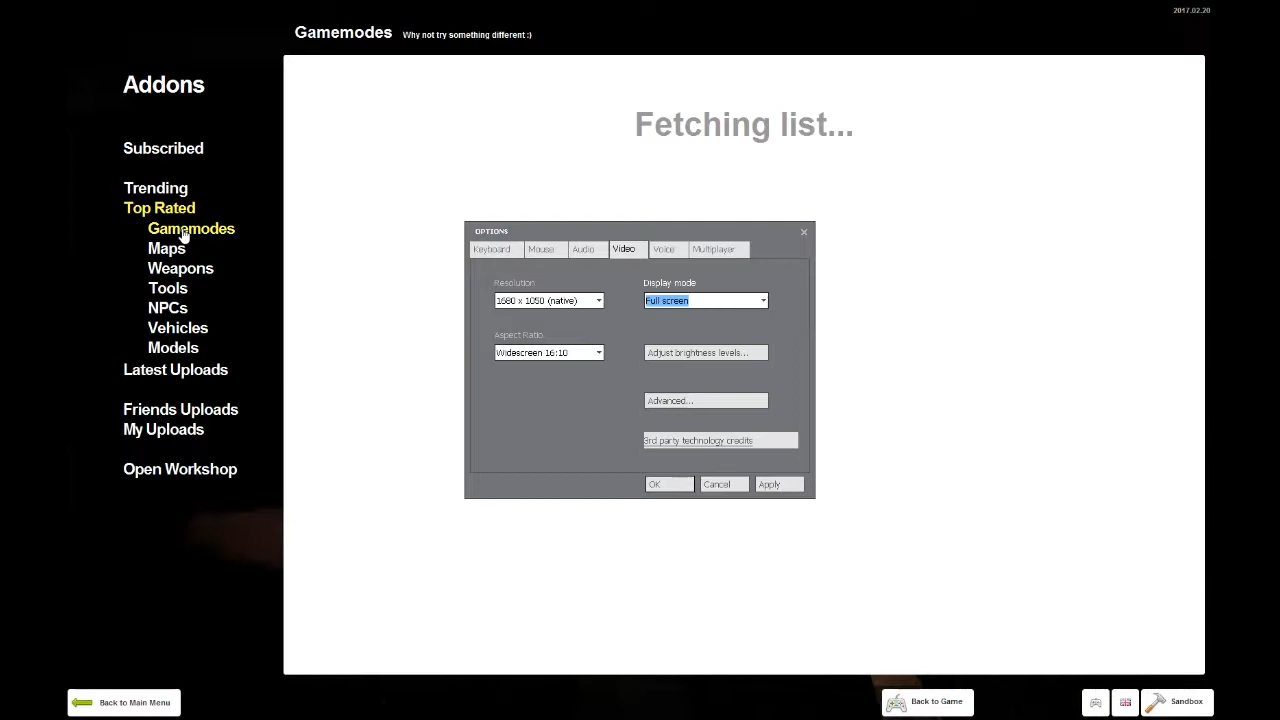 2017.02.20
Gamemodes Why not try something different :)
Addons
Fetching list...
Subscribed
Trending
Top Rated
Gamemodes
Maps
Weapons
Tools
NPCs
Vehicles
Models
Latest Uploads
Friends Uploads
My Uploads
Open Workshop
OPTIONS
Keyboard Mouse Audio Video Voice Multiplayer
Resolution Display mode
1680 x 1050 (native) Full screen
Aspect Ratio
Widescreen 16:10 Adjust brightness levels...
Advanced...
3rd party technology credits
OK Cancel Apply
Back to Main Menu Back to Game Sandbox